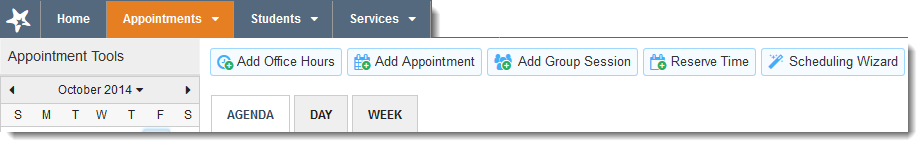 Home Appointments Students Services
Appointment Tools
Add Office Hours Add Appointment Add Group Session Reserve Time Scheduling Wizard
October 2014
S M T W T F S
AGENDA DAY WEEK